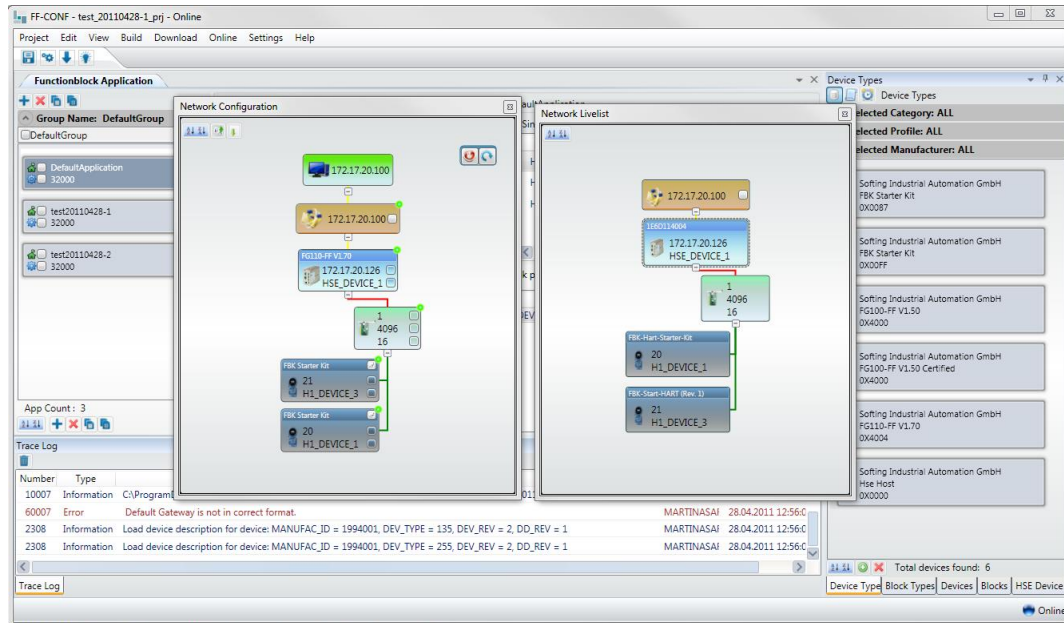 FF-CONF - test_20110428-1_prj - Online
Project Edit View Build Download Online Settings Help
Functionblock Application
Group Name: DefaultGroup
DefaultGroup
DefaultApplication
32000
test20110428-1
32000
test20110428-2
32000
App Count: 3
Network Configuration
172.17.20.100
172.17.20.100
FG110-FF V1.70
172.17.20.126
HSE_DEVICE_1
1
4096
16
FBK Starter Kit
21
H1_DEVICE_3
FBK Starter Kit
20
H1_DEVICE_1
Network Livelist
172.17.20.100
1E6D114004
172.17.20.126
HSE_DEVICE_1
1
4096
16
FBK-Hart-Starter-Kit
20
H1_DEVICE_1
FBK-Start-HART (Rev. 1)
21
H1_DEVICE_3
Device Types
Device Types
elected Category: ALL
elected Profile: ALL
elected Manufacturer: ALL
Softing Industrial Automation GmbH
FBK Starter Kit
0X0087
Softing Industrial Automation GmbH
FBK Starter Kit
0X00FF
Softing Industrial Automation GmbH
FG100-FF V1.50
0X4000
Softing Industrial Automation GmbH
FG100-FF V1.50 Certified
0X4000
Softing Industrial Automation GmbH
FG110-FF V1.70
0X4004
Softing Industrial Automation GmbH
Hse Host
0X0000
Total devices found: 6
Device Type Block Types Devices Blocks HSE Device
Trace Log
Number Type
10007 Information C:\Program
60007 Error Default Gateway is not in correct format. MARTINASAI 28.04.2011 12:56:0
2308 Information Load device description for device: MANUFAC_ID = 1994001, DEV_TYPE = 135, DEV_REV = 2, DD_REV = 1 MARTINASAI 28.04.2011 12:56:0
2308 Information Load device description for device: MANUFAC_ID = 1994001, DEV_TYPE = 255, DEV_REV = 2, DD_REV = 1 MARTINASAI 28.04.2011 12:56:0
Trace Log
Online